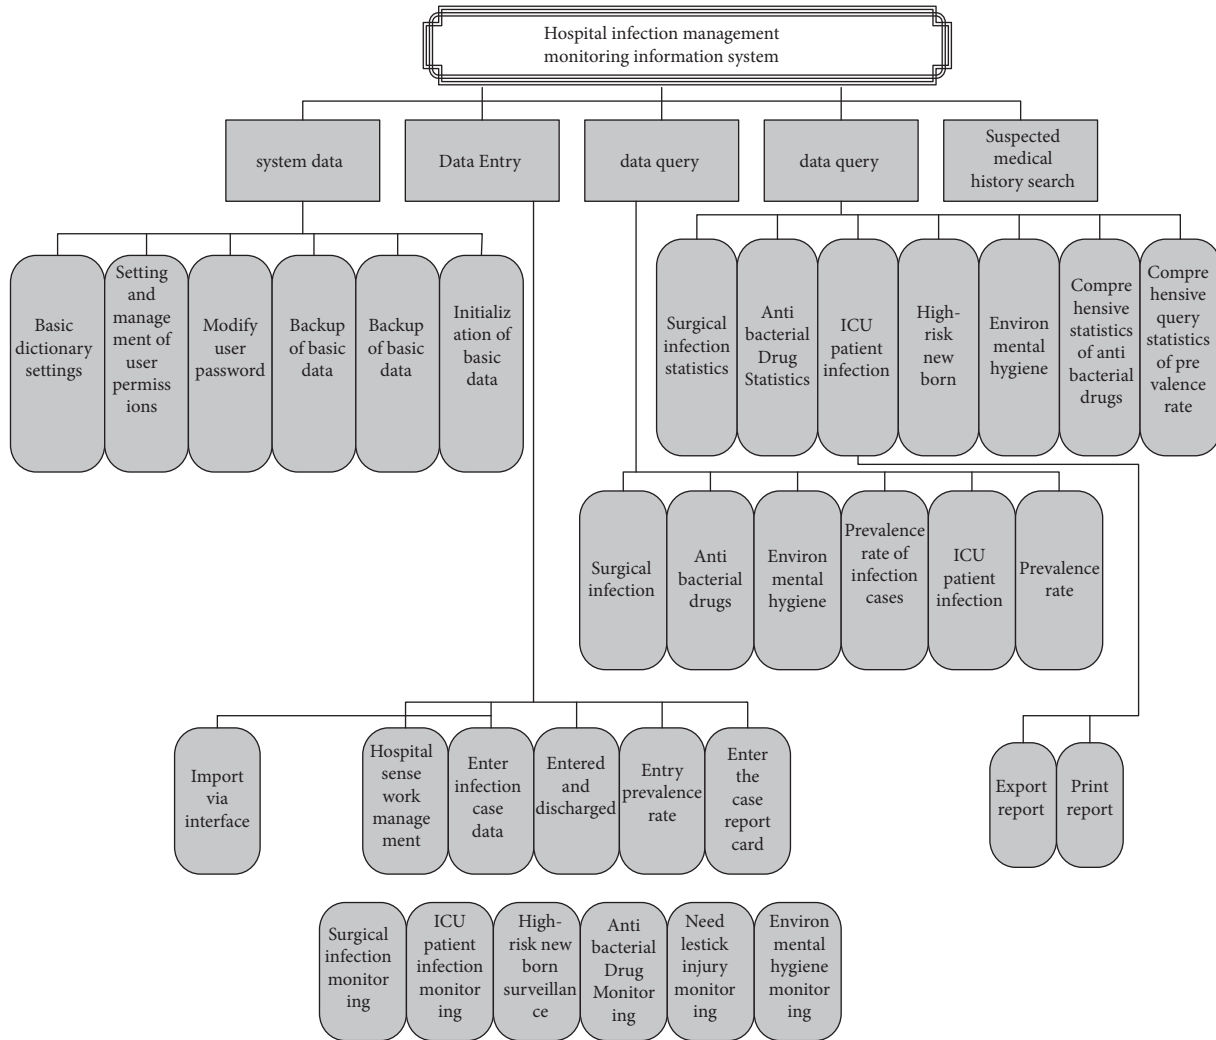 Hospital infection management
monitoring information system
system data
Data Entry
data query
data query
Suspected
medical
history search
Basic
dictionary
settings
Setting
and
manage
ment of
user
permiss
ions
Modify
user
password
Backup
of basic
data
Backup
of basic
data
Initializ
ation of
basic
data
Surgical
infection
statistics
Anti
bacterial
Drug
Statistics
ICU
patient
infection
High-
risk
new
born
Environ
mental
hygiene
Compre
hensive
statistics
of anti
bacterial
drugs
Compre
hensive
query
statistics
of pre
valence
rate
Surgical
infection
Anti
bacterial
drugs
Environ
mental
hygiene
Prevalence
rate of
infection
cases
ICU
patient
infection
Prevalence
rate
Import
via
interface
Hospital
sense
work
manage
ment
Enter
infection
case
data
Entered
and
discharged
Entry
prevalence
rate
Enter
the
case
report
card
Export
report
Print
report
Surgical
infection
monitor
ing
ICU
patient
infection
monitor
ing
High-
risk new
born
surveillan
ce
Anti
bacterial
Drug
Monitor
ing
Need
lestick
injury
monitor
ing
Environ
mental
hygiene
monitor
ing